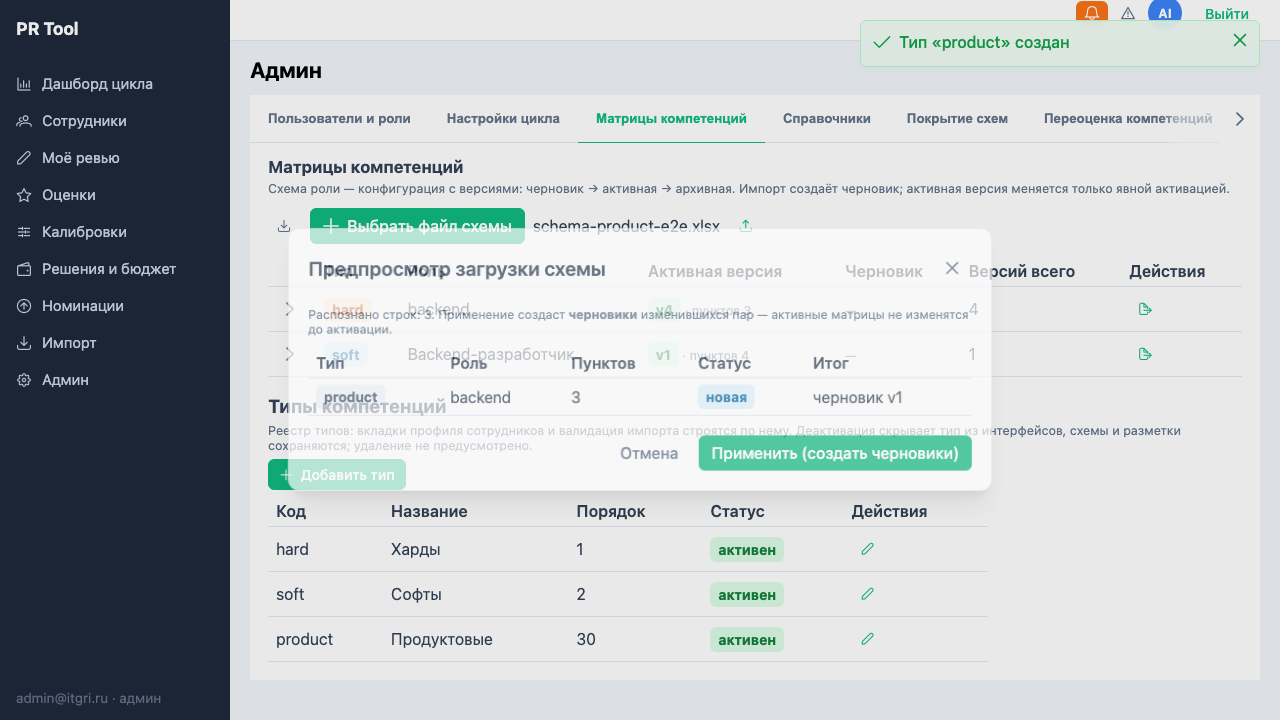 PR Tool
Дашборд цикла
Сотрудники
Моё ревью
Оценки
Калибровки
Решения и бюджет
Номинации
Импорт
Админ
admin@itgri.ru · админ
AI
Выйти
Тип «product» создан
Админ
Пользователи и роли
Настройки цикла
Матрицы компетенций
Справочники
Покрытие схем
Переоценка компетенций
Матрицы компетенций
Схема роли — конфигурация с версиями: черновик → активная → архивная. Импорт создаёт черновик; активная версия меняется только явной активацией.
Выбрать файл схемы
schema-product-e2e.xlsx
Тип Роль Активная версия Черновик Версий всего Действия
hard backend v4 · пунктов 3 — 4
soft Backend-разработчик v1 · пунктов 4 — 1
Предпросмотр загрузки схемы
Распознано строк: 3. Применение создаст черновики изменившихся пар — активные матрицы не изменятся
до активации.
Тип Роль Пунктов Статус Итог
product backend 3 новая черновик v1
Отмена
Применить (создать черновики)
Типы компетенций
Реестр типов: вкладки профиля сотрудников и валидация импорта строятся по нему. Деактивация скрывает тип из интерфейсов, схемы и разметки
сохраняются; удаление не предусмотрено.
Добавить тип
Код Название Порядок Статус Действия
hard Харды 1 активен
soft Софты 2 активен
product Продуктовые 30 активен